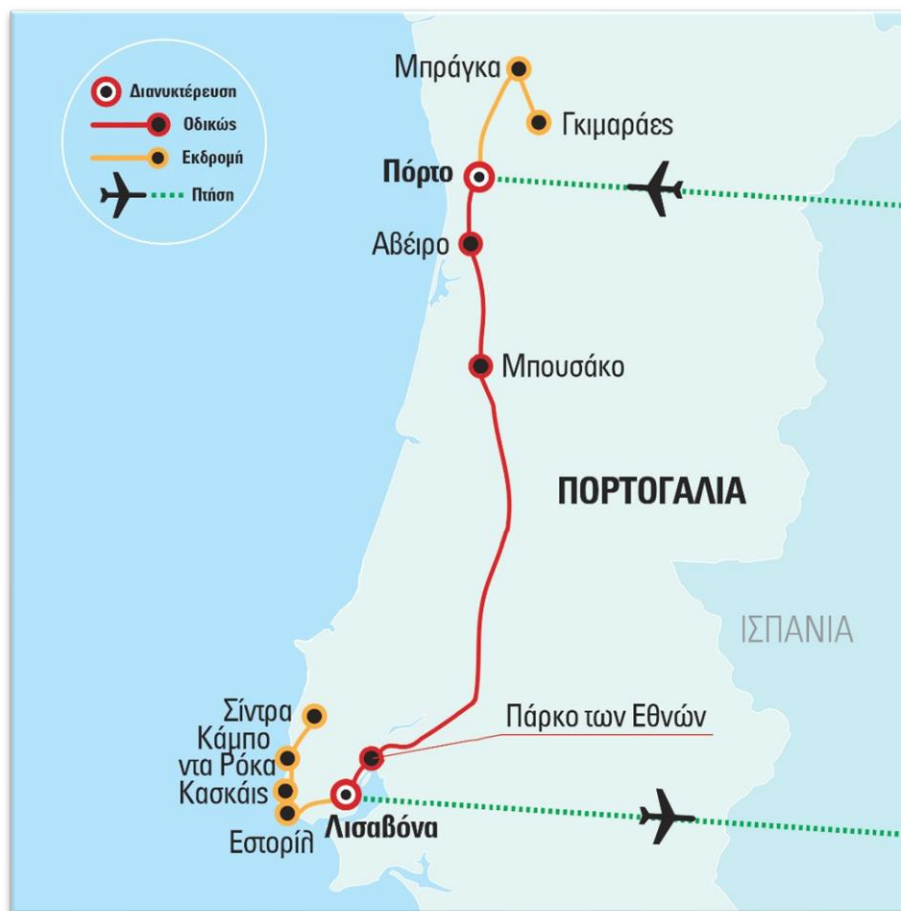 Διανυκτέρευση
Οδικώς
Εκδρομή
Πτήση
Μπράγκα
Γκιμαράες
Πόρτο
Αβέιρο
Μπουσάκο
ΠΟΡΤΟΓΑΛΙΑ
ΙΣΠΑΝΙΑ
Σίντρα
Κάμπο
ντα Ρόκα
Κασκάις
Εστορίλ
Πάρκο των Εθνών
Λισαβόνα